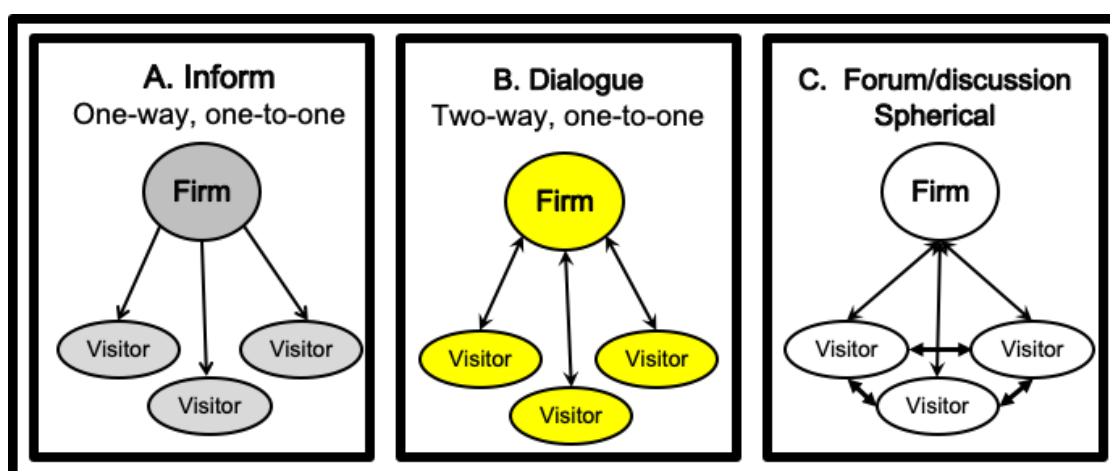 A. Inform
One-way, one-to-one
Firm
Visitor
Visitor
Visitor
B. Dialogue
Two-way, one-to-one
Firm
Visitor
Visitor
Visitor
C. Forum/discussion
Spherical
Firm
Visitor
Visitor
Visitor